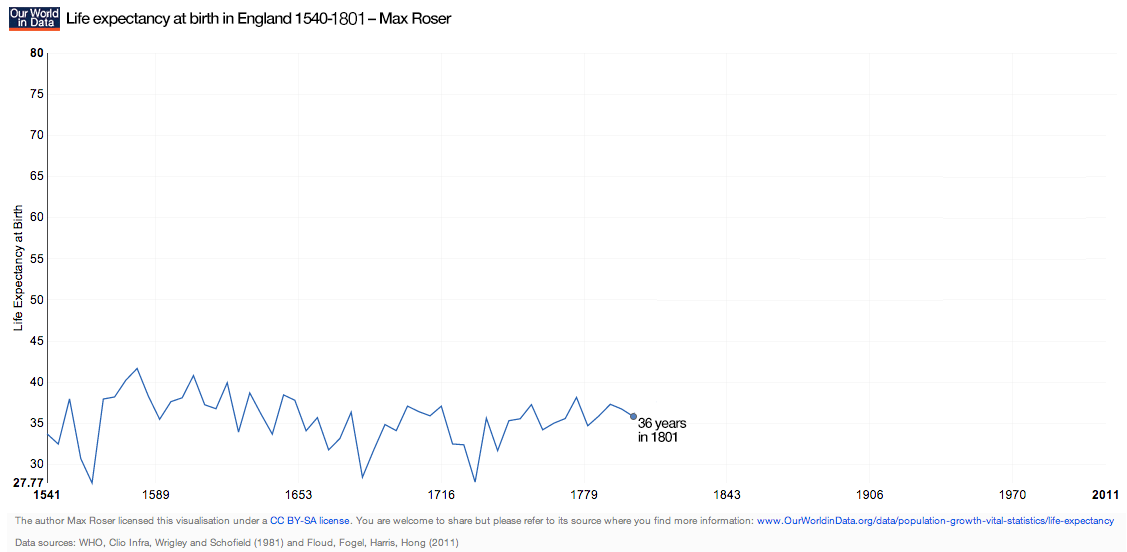 Our World
in Data
Life expectancy at birth in England 1540-1801 – Max Roser
80
75
70
65
60
55
50
45
40
35
30
27.77
Life Expectancy at Birth
36 years
in 1801
1541
1589
1653
1716
1779
1843
1906
1970
2011
The author Max Roser licensed this visualisation under a CC BY-SA license. You are welcome to share but please refer to its source where you find more information: www.OurWorldinData.org/data/population-growth-vital-statistics/life-expectancy
Data sources: WHO, Clio Infra, Wrigley and Schofield (1981) and Floud, Fogel, Harris, Hong (2011)